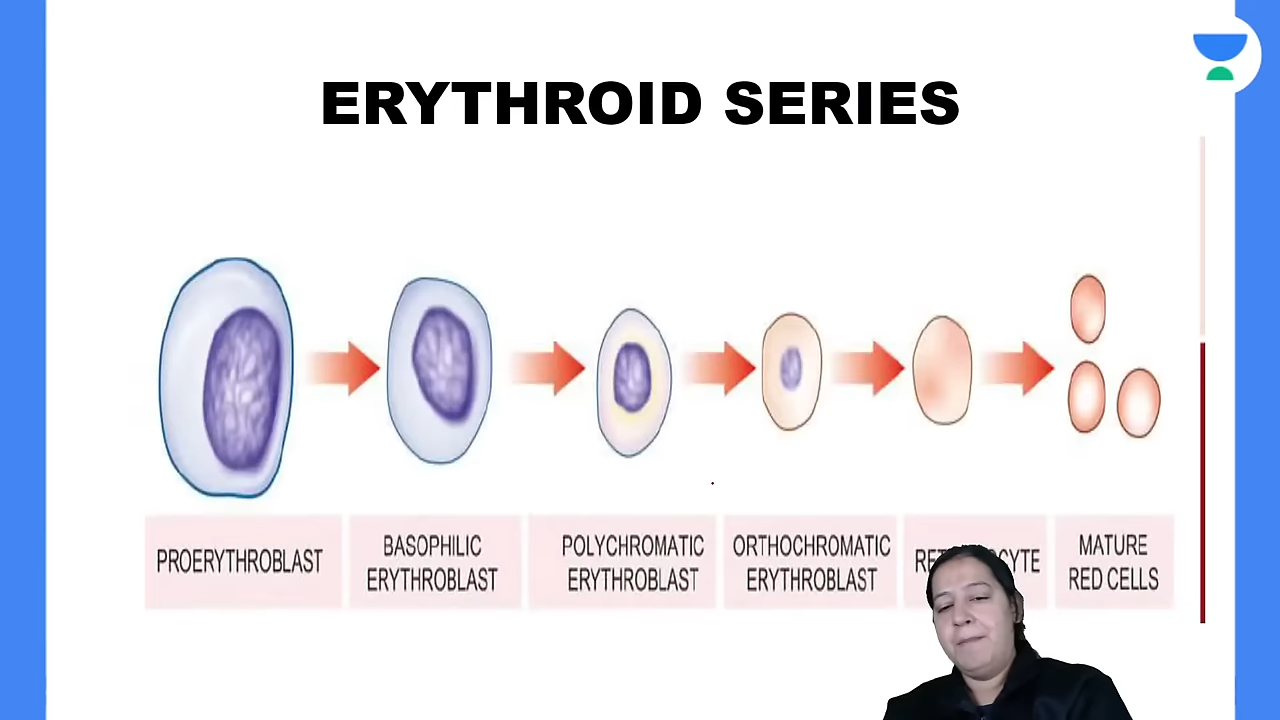 ERYTHROID SERIES
PROERYTHROBLAST
BASOPHILIC
ERYTHROBLAST
POLYCHROMATIC
ERYTHROBLAST
ORTHOCHROMATIC
ERYTHROBLAST
MATURE
RED CELLS